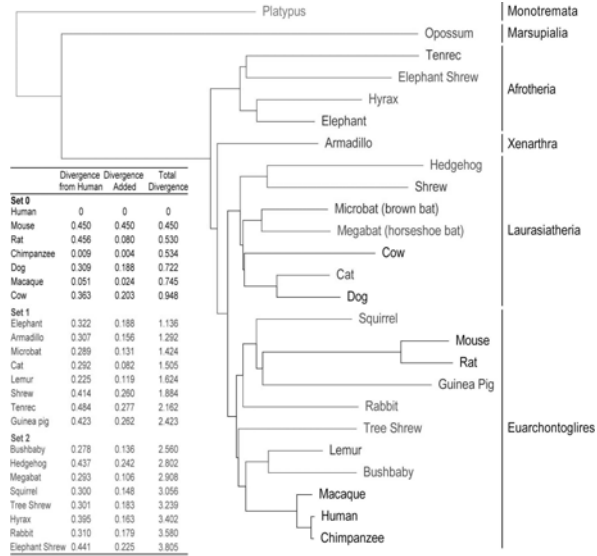 Platypus
Monotremata
Opossum
Marsupialia
Tenrec
Elephant Shrew
Hyrax
Elephant
Afrotheria
Armadillo
Xenarthra
Hedgehog
Shrew
Microbat (brown bat)
Megabat (horseshoe bat)
Cow
Cat
Dog
Laurasiatheria
Squirrel
Mouse
Rat
Guinea Pig
Rabbit
Tree Shrew
Lemur
Bushbaby
Macaque
Human
Chimpanzee
Euarchontoglires
Divergence Divergence Total
from Human Added Divergence
Set 0
Human 0 0 0
Mouse 0.450 0.450 0.450
Rat 0.456 0.080 0.530
Chimpanzee 0.009 0.004 0.534
Dog 0.309 0.188 0.722
Macaque 0.051 0.024 0.745
Cow 0.363 0.203 0.948
Set 1
Elephant 0.322 0.188 1.136
Armadillo 0.307 0.156 1.292
Microbat 0.289 0.131 1.424
Cat 0.292 0.082 1.505
Lemur 0.225 0.119 1.624
Shrew 0.414 0.260 1.884
Tenrec 0.484 0.277 2.162
Guinea pig 0.423 0.262 2.423
Set 2
Bushbaby 0.278 0.136 2.560
Hedgehog 0.437 0.242 2.802
Megabat 0.293 0.106 2.908
Squirrel 0.300 0.148 3.056
Tree Shrew 0.301 0.183 3.239
Hyrax 0.395 0.163 3.402
Rabbit 0.310 0.179 3.580
Elephant Shrew 0.441 0.225 3.805